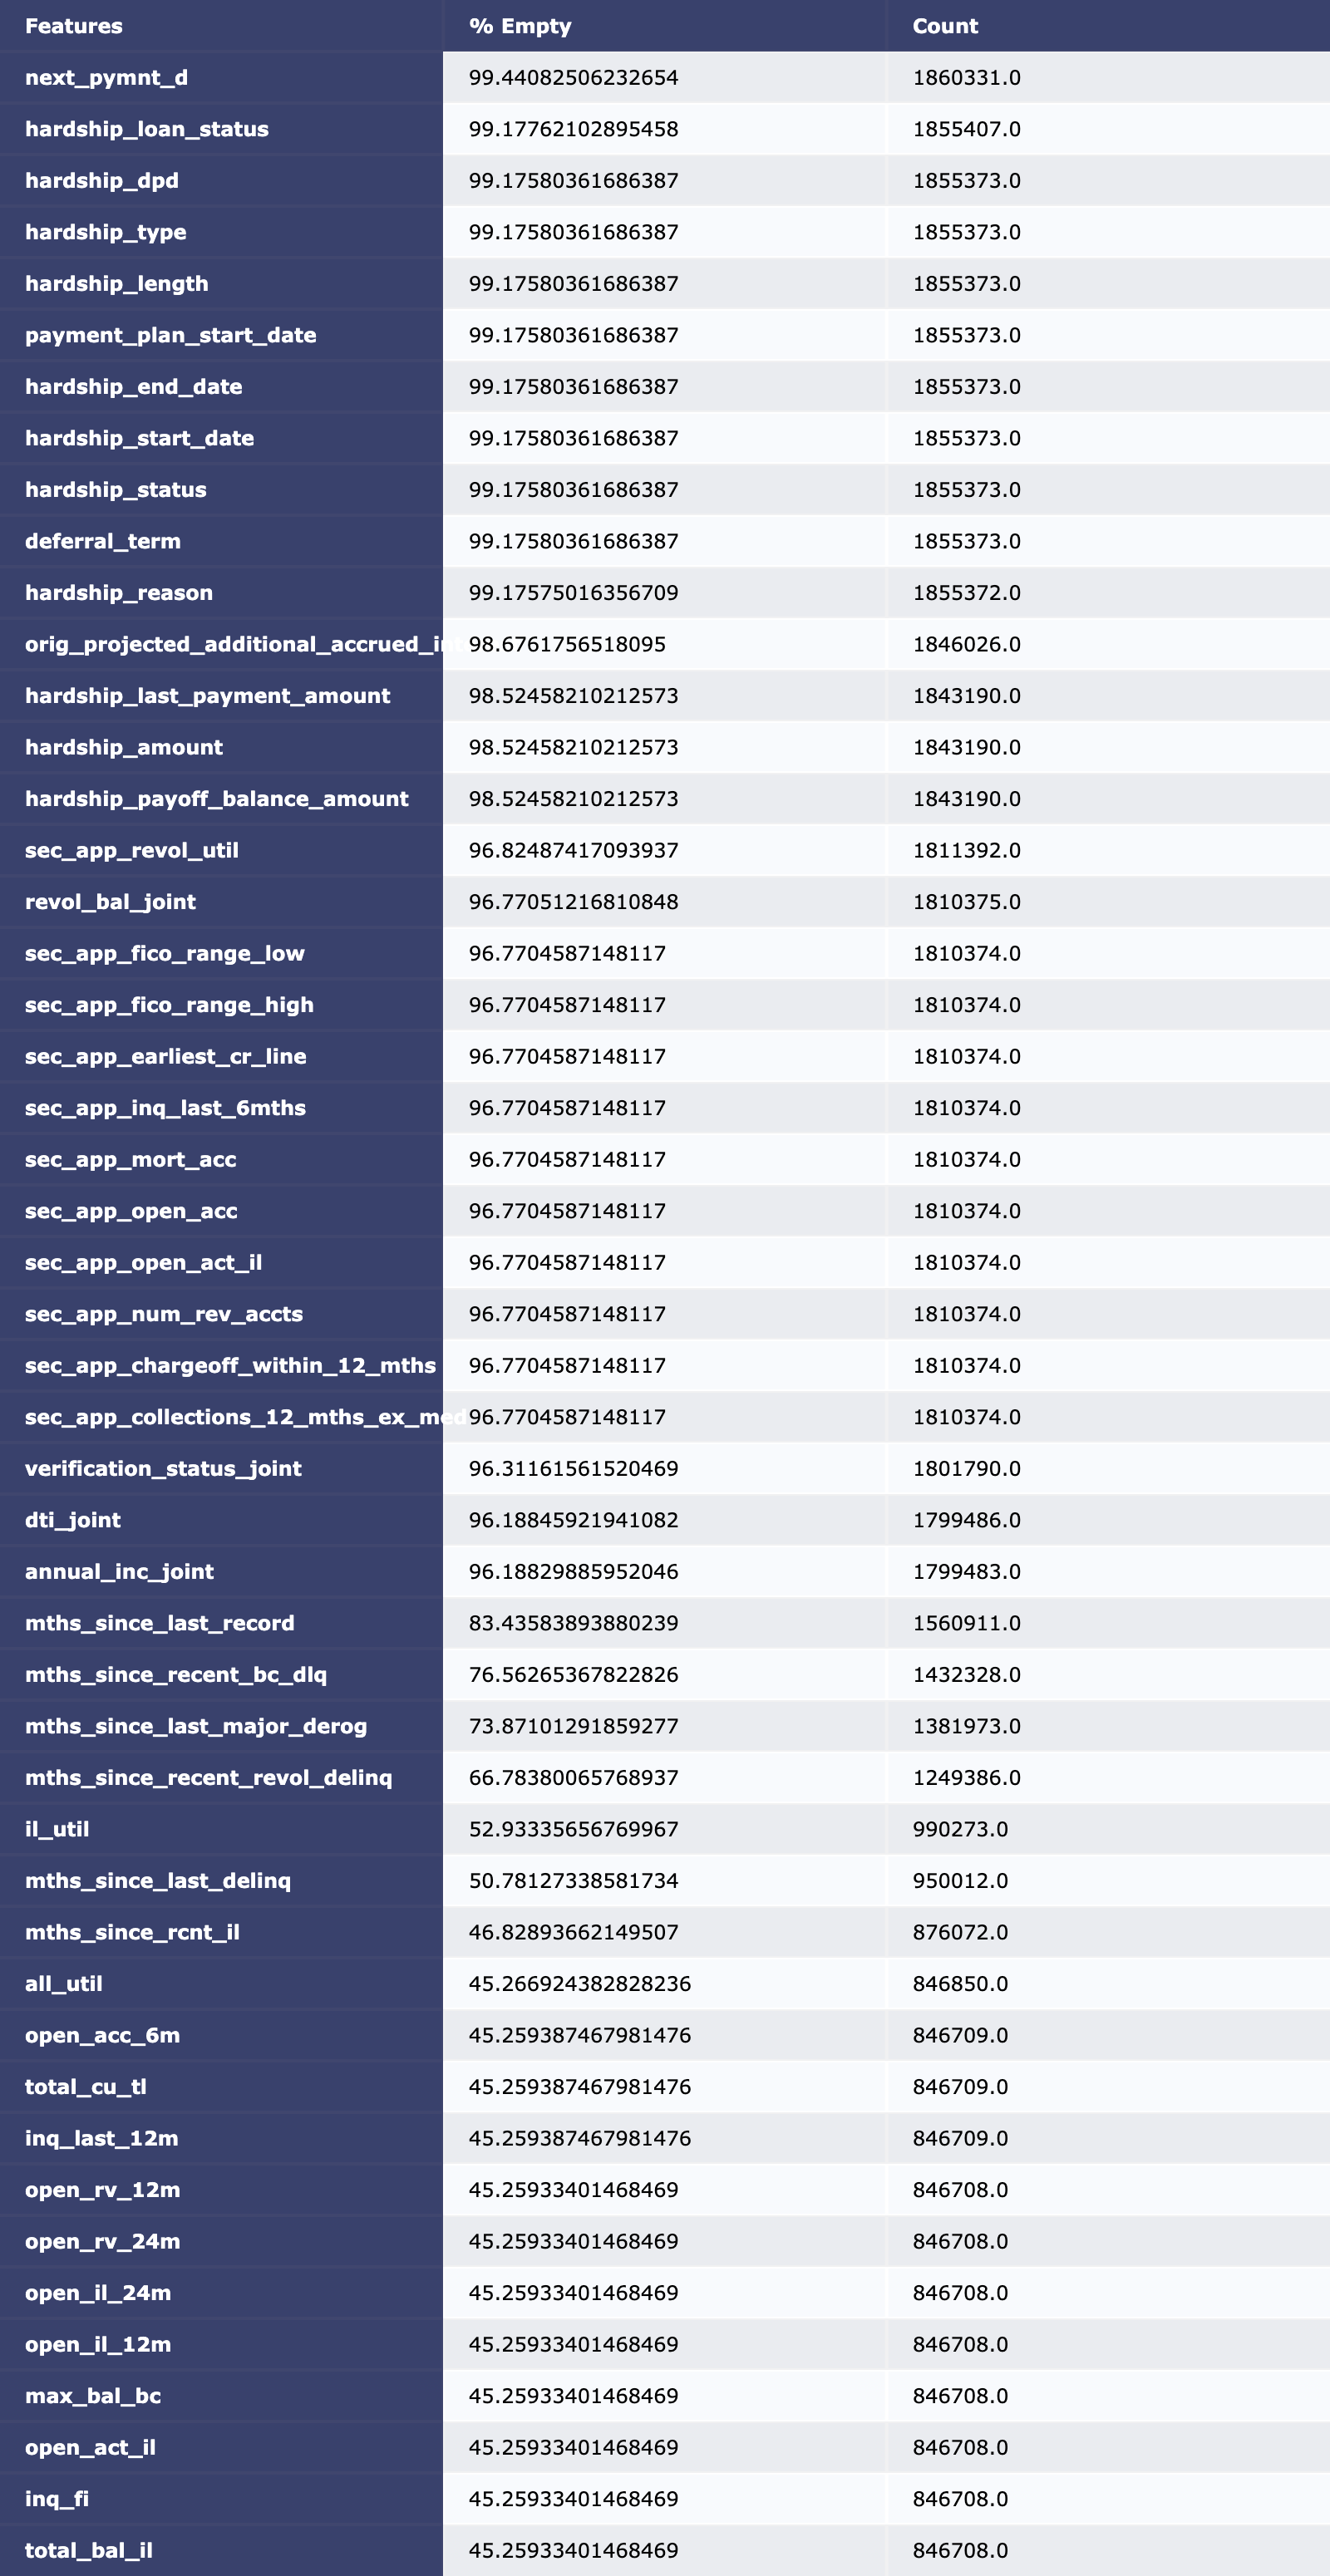 Features % Empty Count
next_pymnt_d 99.44082506232654 1860331.0
hardship_loan_status 99.17762102895458 1855407.0
hardship_dpd 99.17580361686387 1855373.0
hardship_type 99.17580361686387 1855373.0
hardship_length 99.17580361686387 1855373.0
payment_plan_start_date 99.17580361686387 1855373.0
hardship_end_date 99.17580361686387 1855373.0
hardship_start_date 99.17580361686387 1855373.0
hardship_status 99.17580361686387 1855373.0
deferral_term 99.17580361686387 1855373.0
hardship_reason 99.17575016356709 1855372.0
orig_projected_additional_accrued_in 98.6761756518095 1846026.0
hardship_last_payment_amount 98.52458210212573 1843190.0
hardship_amount 98.52458210212573 1843190.0
hardship_payoff_balance_amount 98.52458210212573 1843190.0
sec_app_revol_util 96.82487417093937 1811392.0
revol_bal_joint 96.77051216810848 1810375.0
sec_app_fico_range_low 96.7704587148117 1810374.0
sec_app_fico_range_high 96.7704587148117 1810374.0
sec_app_earliest_cr_line 96.7704587148117 1810374.0
sec_app_inq_last_6mths 96.7704587148117 1810374.0
sec_app_mort_acc 96.7704587148117 1810374.0
sec_app_open_acc 96.7704587148117 1810374.0
sec_app_open_act_il 96.7704587148117 1810374.0
sec_app_num_rev_accts 96.7704587148117 1810374.0
sec_app_chargeoff_within_12_mths 96.7704587148117 1810374.0
sec_app_collections_12_mths_ex_med 96.7704587148117 1810374.0
verification_status_joint 96.31161561520469 1801790.0
dti_joint 96.18845921941082 1799486.0
annual_inc_joint 96.18829885952046 1799483.0
mths_since_last_record 83.43583893880239 1560911.0
mths_since_recent_bc_dlq 76.56265367822826 1432328.0
mths_since_last_major_derog 73.87101291859277 1381973.0
mths_since_recent_revol_delinq 66.78380065768937 1249386.0
il_util 52.93335656769967 990273.0
mths_since_last_delinq 50.78127338581734 950012.0
mths_since_rcnt_il 46.82893662149507 876072.0
all_util 45.266924382828236 846850.0
open_acc_6m 45.259387467981476 846709.0
total_cu_tl 45.259387467981476 846709.0
inq_last_12m 45.259387467981476 846709.0
open_rv_12m 45.25933401468469 846708.0
open_rv_24m 45.25933401468469 846708.0
open_il_24m 45.25933401468469 846708.0
open_il_12m 45.25933401468469 846708.0
max_bal_bc 45.25933401468469 846708.0
open_act_il 45.25933401468469 846708.0
inq_fi 45.25933401468469 846708.0
total_bal_il 45.25933401468469 846708.0